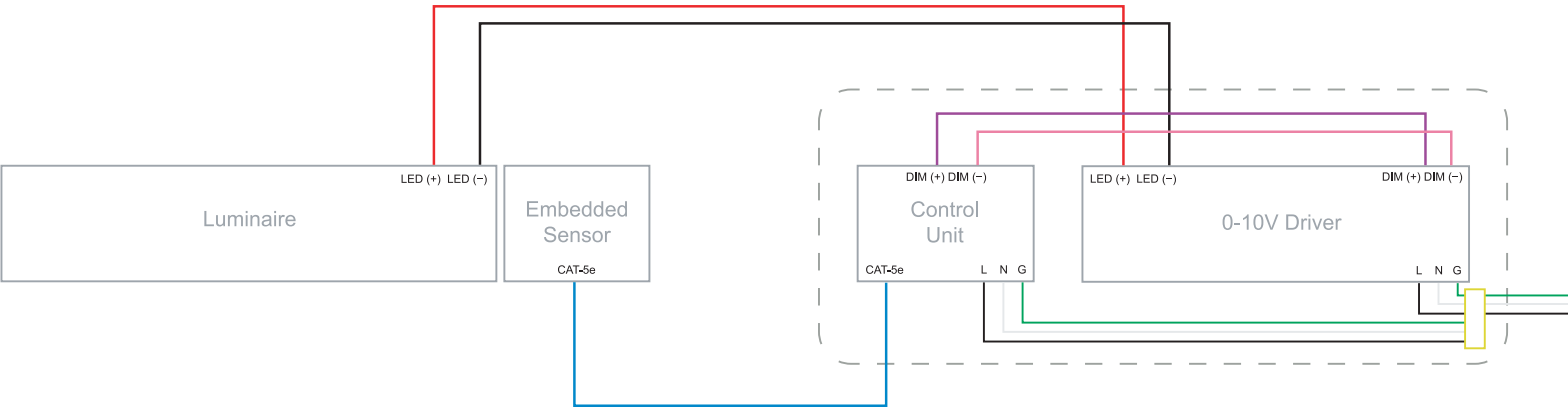 LED (+) LED (−)
Luminaire
Embedded
Sensor
CAT-5e
DIM (+) DIM (−)
Control
Unit
CAT-5e
L N G
LED (+) LED (−)
DIM (+) DIM (−)
0-10V Driver
L N G